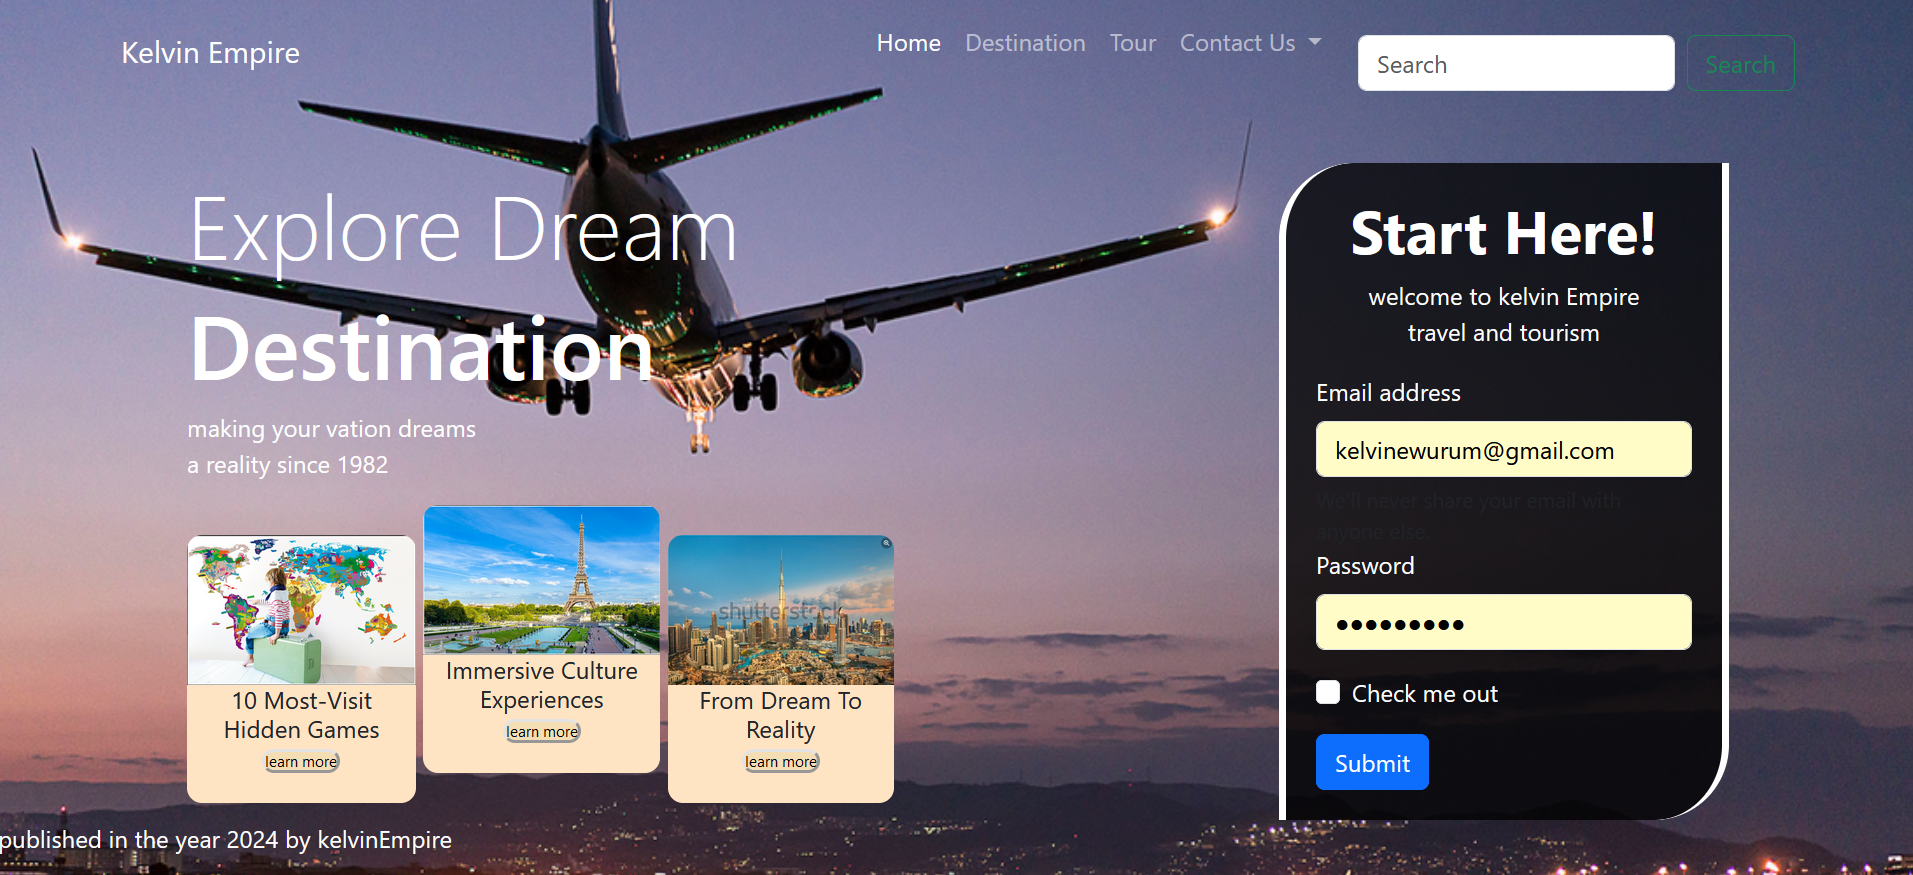 Kelvin Empire
Home Destination Tour Contact Us
Search
Search
Explore Dream
Destination
making your vation dreams
a reality since 1982
10 Most-Visit
Hidden Games
learn more
Immersive Culture
Experiences
learn more
shutterstock
From Dream To
Reality
learn more
Start Here!
welcome to kelvin Empire
travel and tourism
Email address
kelvinewurum@gmail.com
We'll never share your email with
anyone else.
Password
Check me out
Submit
published in the year 2024 by kelvinEmpire